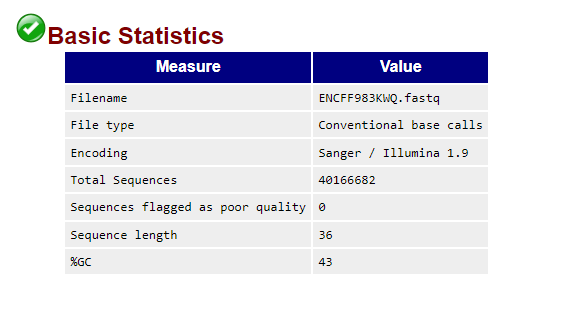 Basic Statistics
Measure Value
Filename ENCFF983KWQ.fastq
File type Conventional base calls
Encoding Sanger / Illumina 1.9
Total Sequences 40166682
Sequences flagged as poor quality 0
Sequence length 36
%GC 43